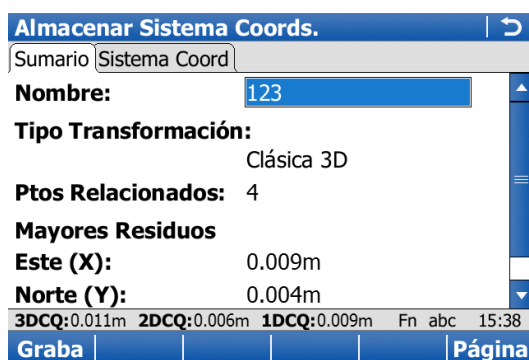 Almacenar Sistema Coords.
Sumario Sistema Coord
Nombre: 123
Tipo Transformación:
Clásica 3D
Ptos Relacionados: 4
Mayores Residuos
Este (X): 0.009m
Norte (Y): 0.004m
3DCQ:0.011m 2DCQ:0.006m 1DCQ:0.009m Fn abc 15:38
Graba Página